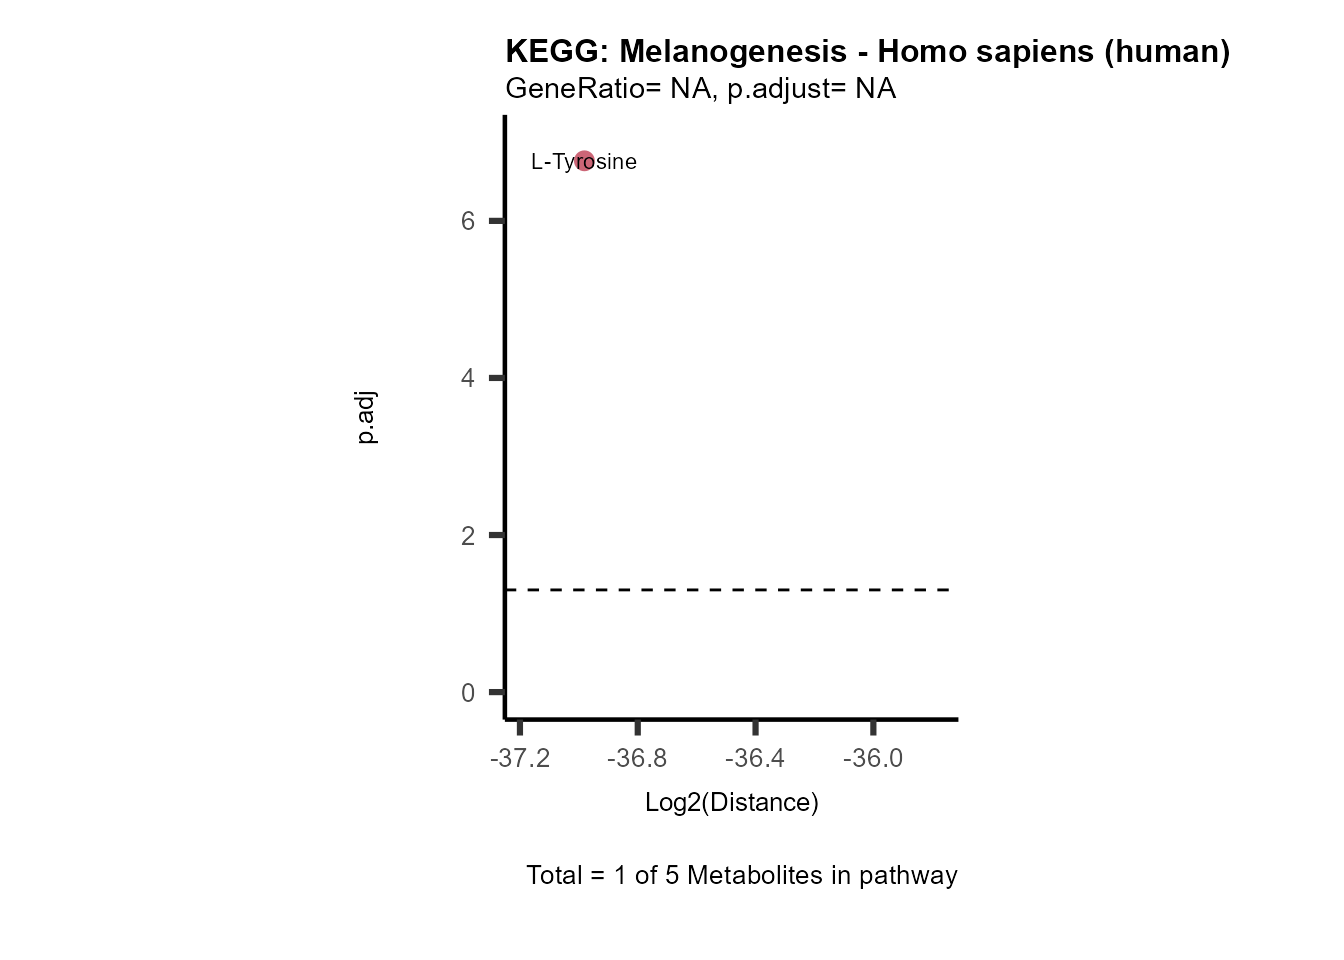 KEGG: Melanogenesis - Homo sapiens (human)
GeneRatio= NA, p.adjust= NA
L-Tyrosine
6
4
2
0
p.adj
-37.2
-36.8
-36.4
-36.0
Log2(Distance)
Total = 1 of 5 Metabolites in pathway